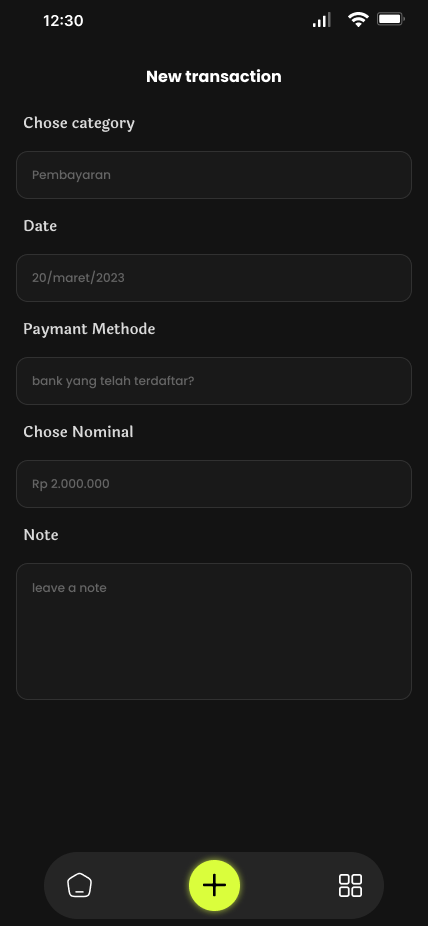 12:30
New transaction
Chose category
Pembayaran
Date
20/maret/2023
Paymant Methode
bank yang telah terdaftar?
Chose Nominal
Rp 2.000.000
Note
leave a note